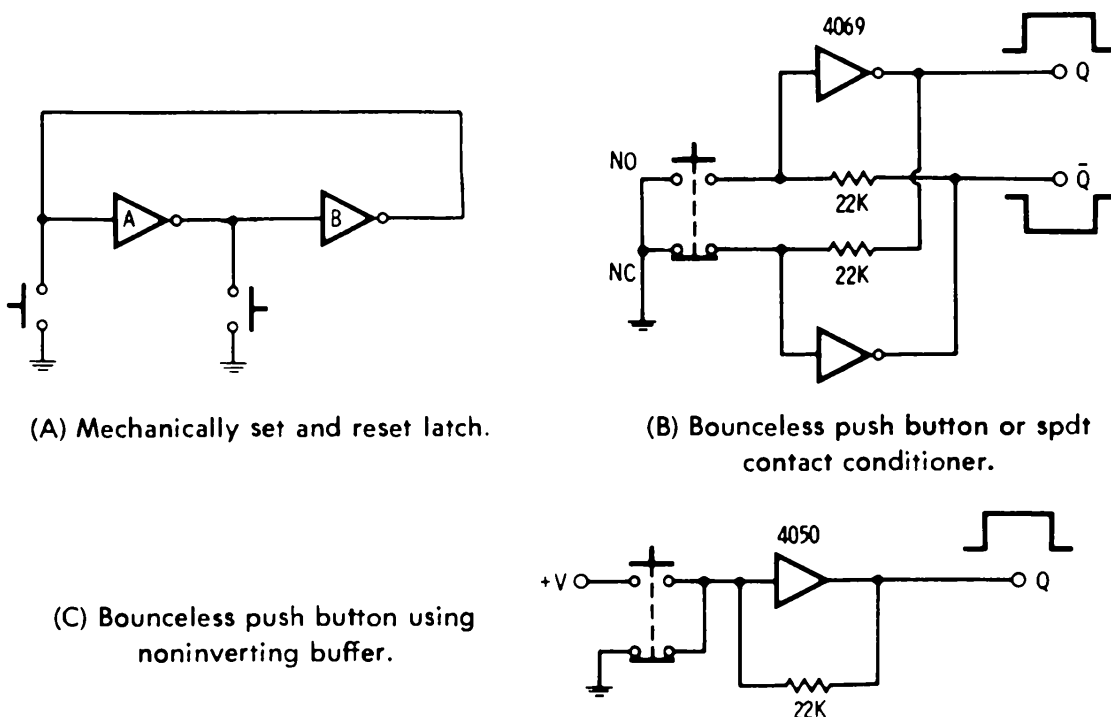 A
B
(A) Mechanically set and reset latch.
4069
Q
NO
Q̄
22K
22K
NC
(B) Bounceless push button or spdt
contact conditioner.
4050
+V
Q
22K
(C) Bounceless push button using
noninverting buffer.